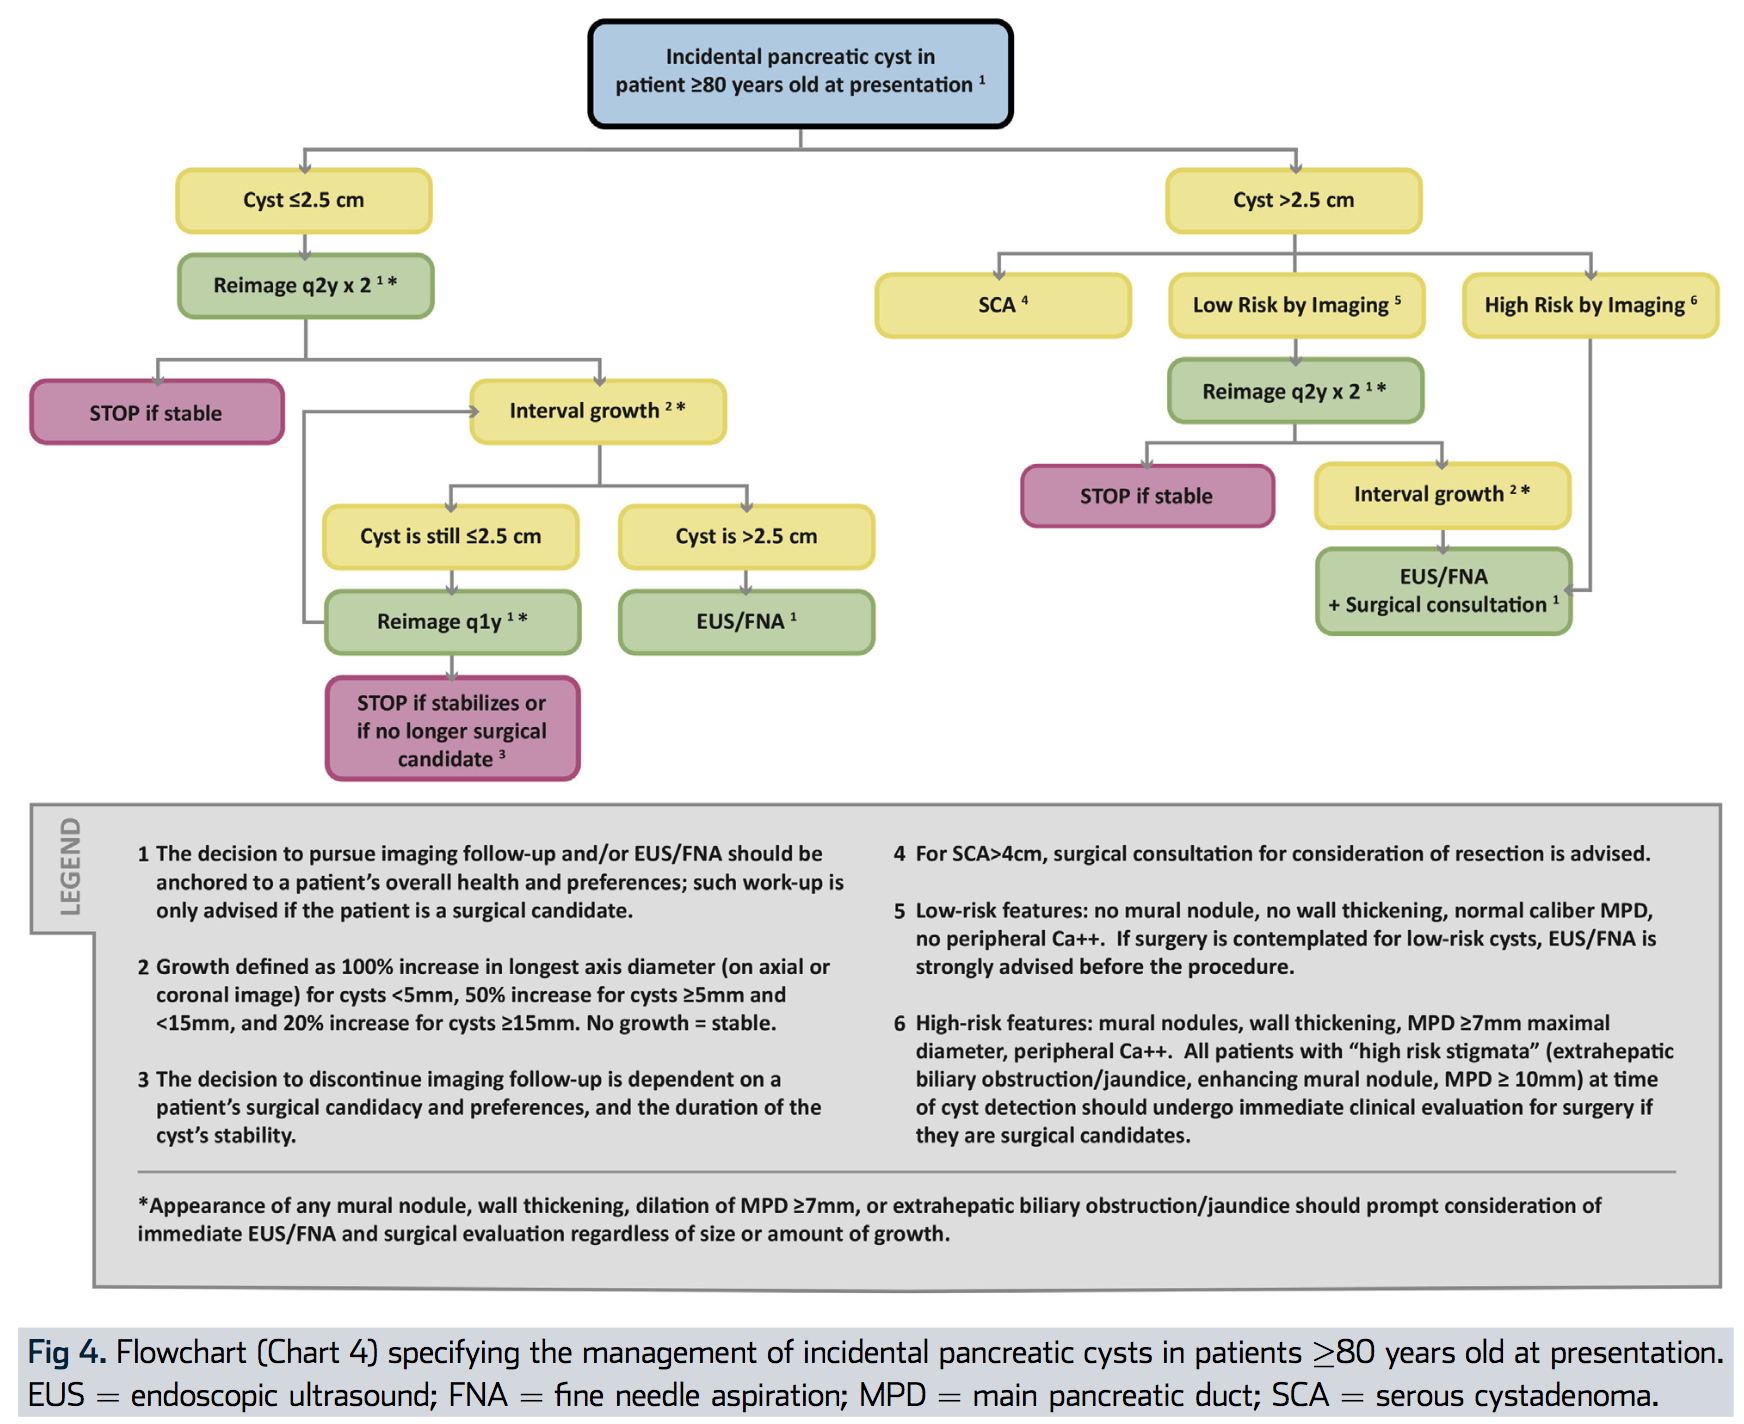 Incidental pancreatic cyst in
patient ≥80 years old at presentation 1
Cyst ≤2.5 cm
Cyst >2.5 cm
Reimage q2y x 2 1 *
SCA 4
Low Risk by Imaging 5
High Risk by Imaging 6
STOP if stable
Interval growth 2 *
Reimage q2y x 2 1 *
STOP if stable
Interval growth 2 *
Cyst is still ≤2.5 cm
Cyst is >2.5 cm
Reimage q1y 1 *
EUS/FNA 1
EUS/FNA
+ Surgical consultation 1
STOP if stabilizes or
if no longer surgical
candidate 3
LEGEND
1 The decision to pursue imaging follow-up and/or EUS/FNA should be
anchored to a patient's overall health and preferences; such work-up is
only advised if the patient is a surgical candidate.
2 Growth defined as 100% increase in longest axis diameter (on axial or
coronal image) for cysts <5mm, 50% increase for cysts ≥5mm and
<15mm, and 20% increase for cysts ≥15mm. No growth = stable.
3 The decision to discontinue imaging follow-up is dependent on a
patient's surgical candidacy and preferences, and the duration of the
cyst's stability.
4 For SCA>4cm, surgical consultation for consideration of resection is advised.
5 Low-risk features: no mural nodule, no wall thickening, normal caliber MPD,
no peripheral Ca++. If surgery is contemplated for low-risk cysts, EUS/FNA is
strongly advised before the procedure.
6 High-risk features: mural nodules, wall thickening, MPD ≥7mm maximal
diameter, peripheral Ca++. All patients with "high risk stigmata" (extrahepatic
biliary obstruction/jaundice, enhancing mural nodule, MPD ≥ 10mm) at time
of cyst detection should undergo immediate clinical evaluation for surgery if
they are surgical candidates.
*Appearance of any mural nodule, wall thickening, dilation of MPD ≥7mm, or extrahepatic biliary obstruction/jaundice should prompt consideration of
immediate EUS/FNA and surgical evaluation regardless of size or amount of growth.
Fig 4. Flowchart (Chart 4) specifying the management of incidental pancreatic cysts in patients ≥80 years old at presentation.
EUS = endoscopic ultrasound; FNA = fine needle aspiration; MPD = main pancreatic duct; SCA = serous cystadenoma.